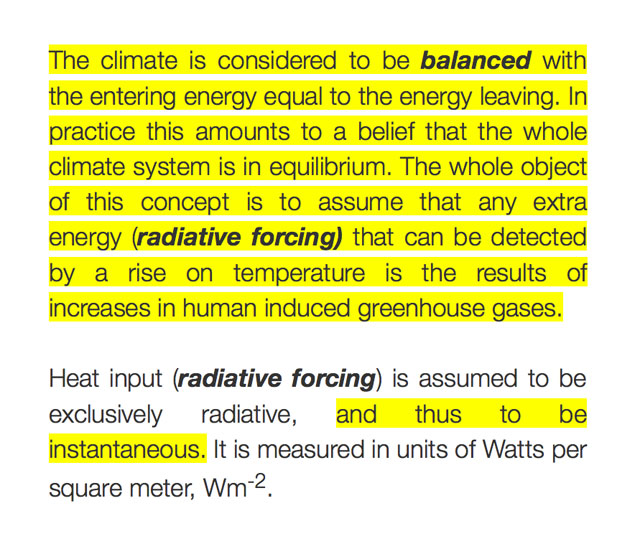 The climate is considered to be balanced with
the entering energy equal to the energy leaving. In
practice this amounts to a belief that the whole
climate system is in equilibrium. The whole object
of this concept is to assume that any extra
energy (radiative forcing) that can be detected
by a rise on temperature is the results of
increases in human induced greenhouse gases.
Heat input (radiative forcing) is assumed to be
exclusively radiative, and thus to be
instantaneous. It is measured in units of Watts per
square meter, Wm-2.